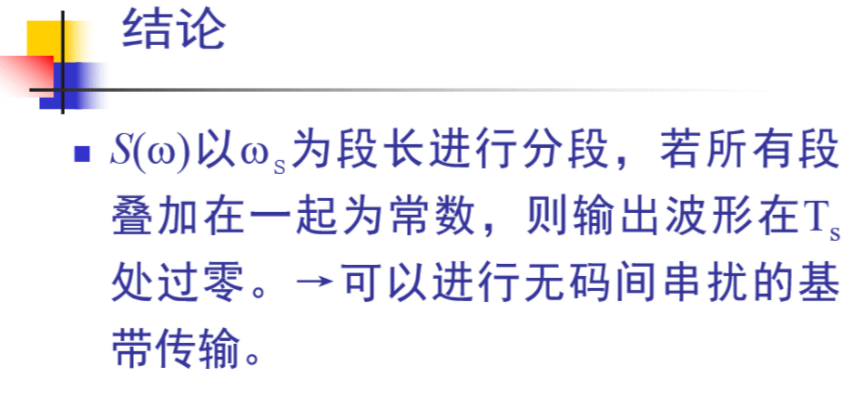 结论
S(ω)以ωs为段长进行分段，若所有段
叠加在一起为常数，则输出波形在Ts
处过零。→可以进行无码间串扰的基
带传输。